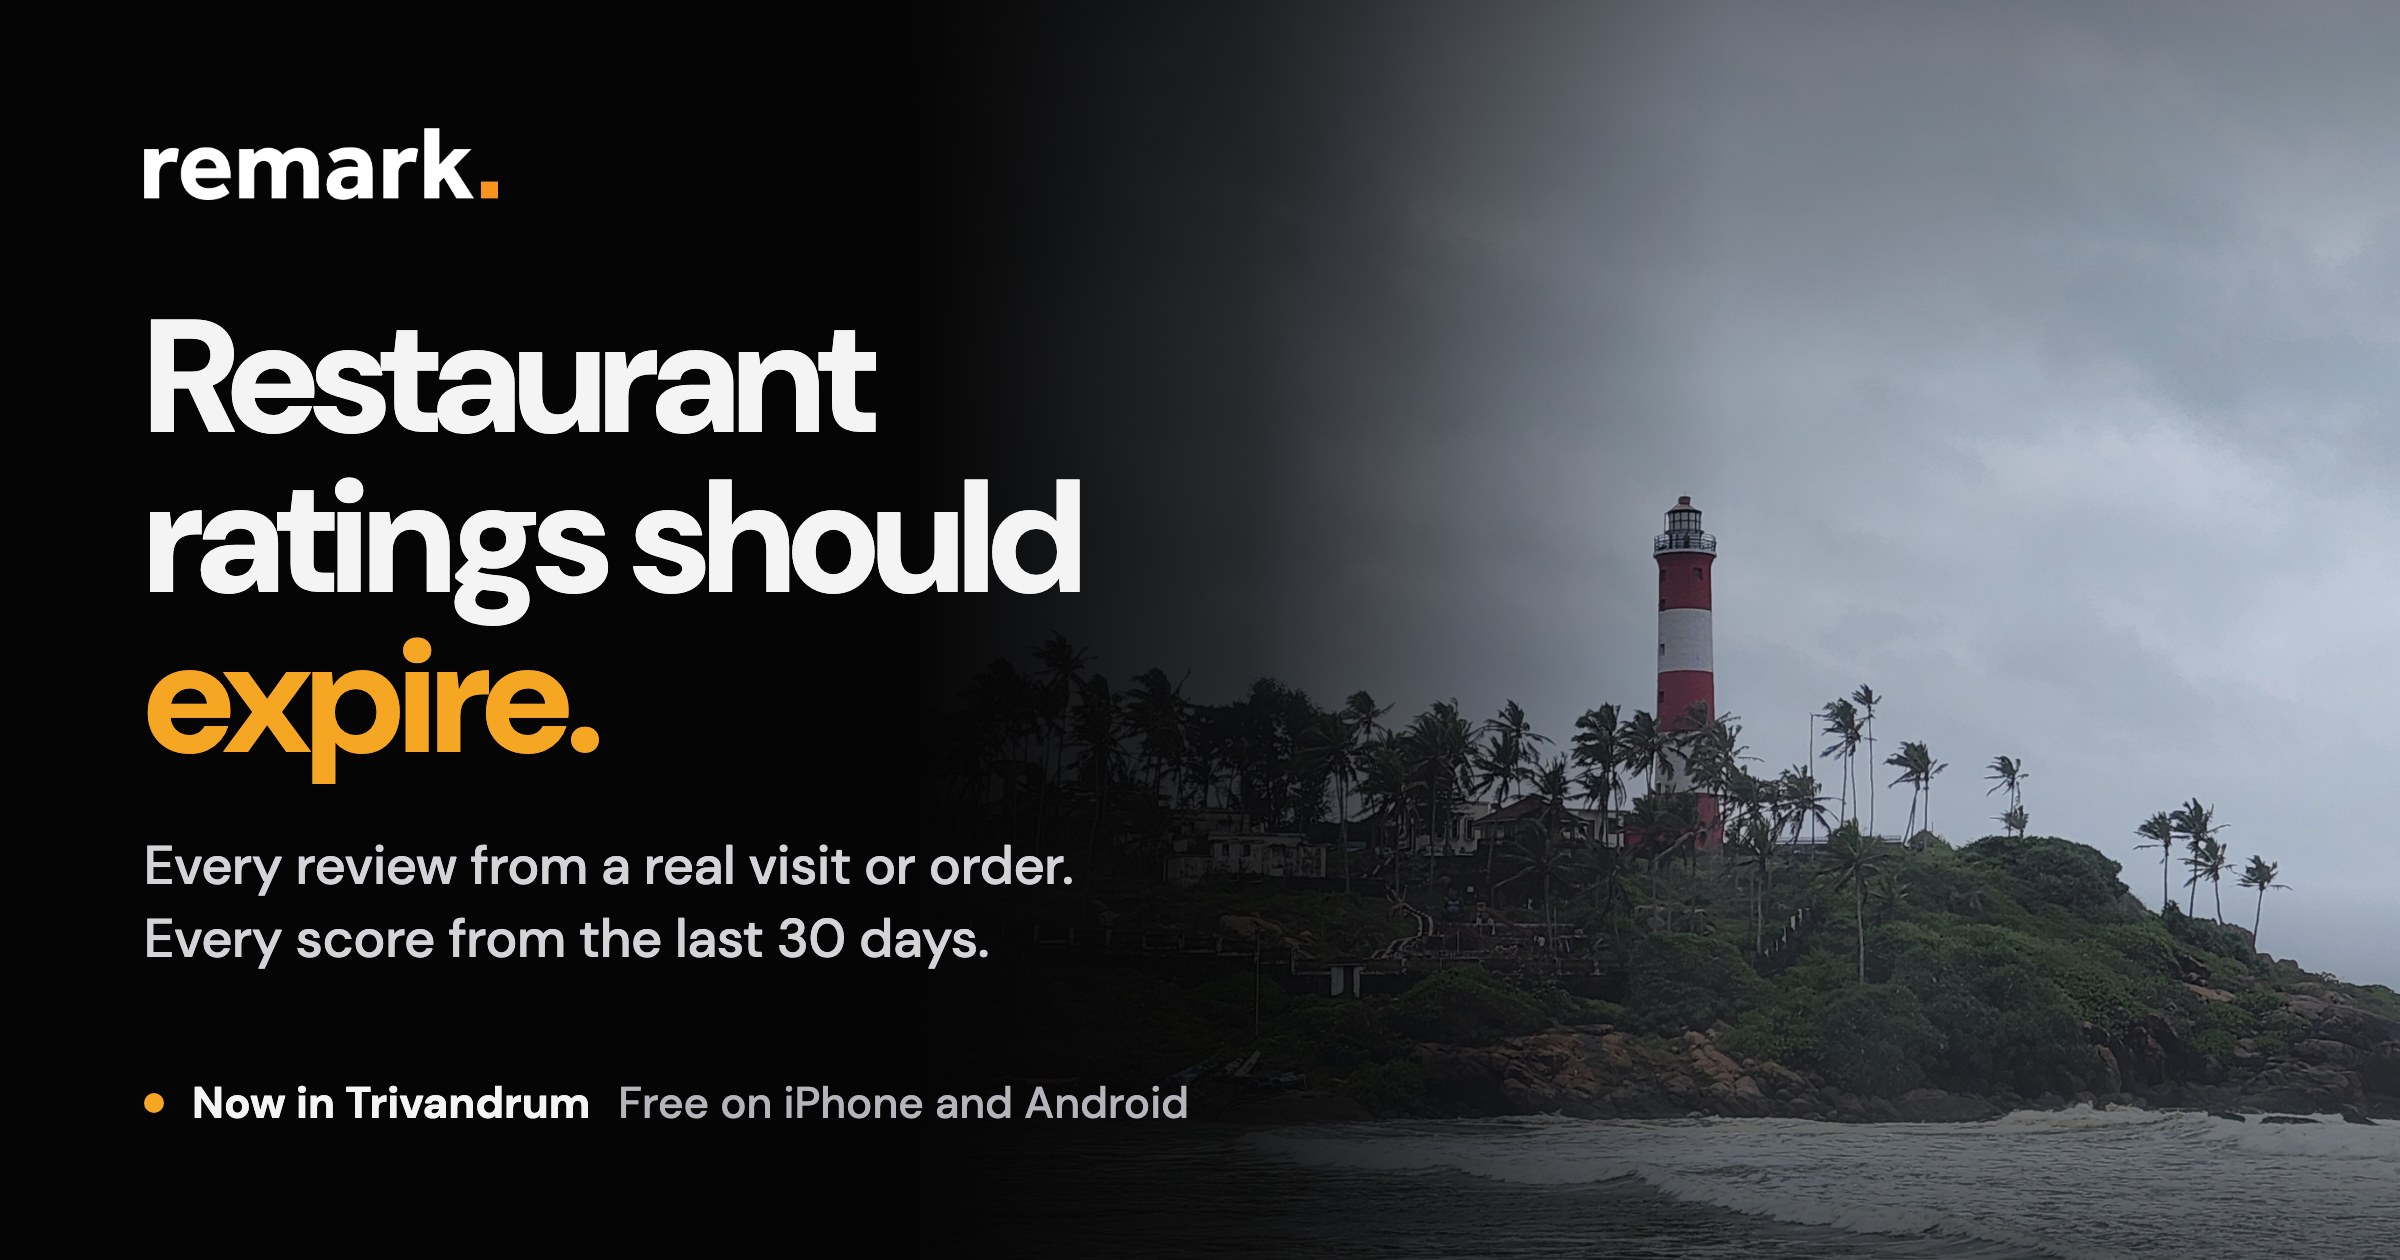 remark.
Restaurant
ratings should
expire.
Every review from a real visit or order.
Every score from the last 30 days.
Now in Trivandrum Free on iPhone and Android